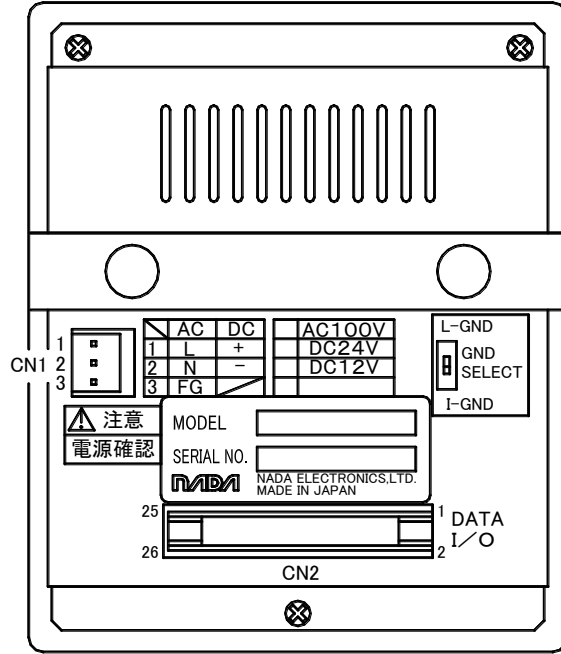 AC DC
1 L +
2 N −
3 FG
AC100V
DC24V
DC12V
L-GND
GND
SELECT
I-GND
CN1
1
2
3
注意
電源確認
MODEL
SERIAL NO.
NADA
NADA ELECTRONICS,LTD.
MADE IN JAPAN
25
26
1
2
DATA
I／O
CN2